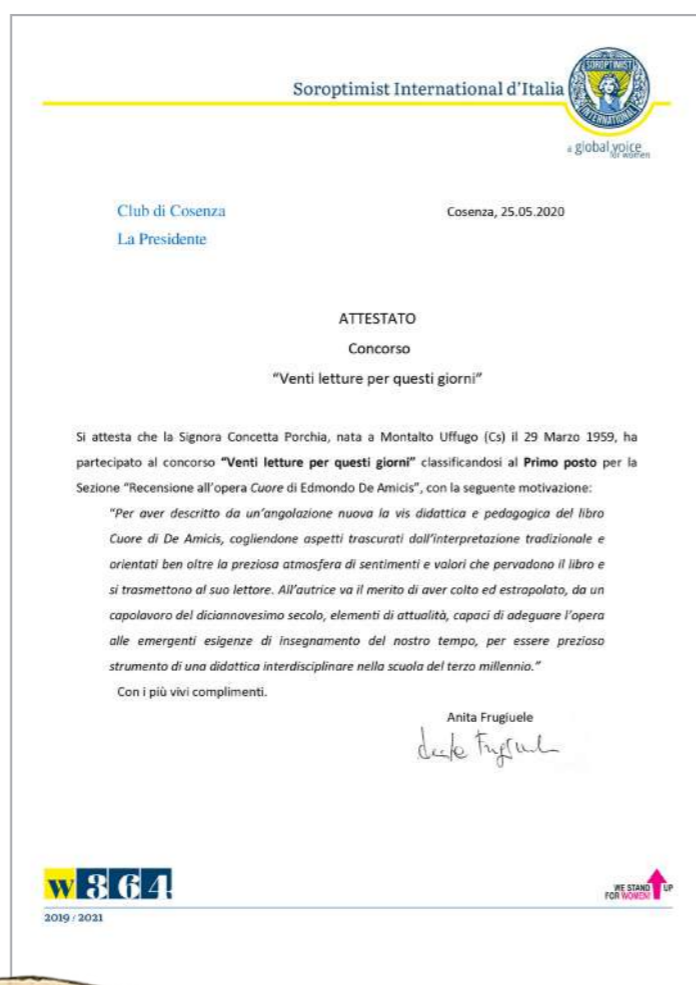 Soroptimist International d'Italia
SOROPTIMIST
INTERNATIONAL
a global voice
for women
Club di Cosenza
Cosenza, 25.05.2020
La Presidente
ATTESTATO
Concorso
"Venti letture per questi giorni"
Si attesta che la Signora Concetta Porchia, nata a Montalto Uffugo (Cs) il 29 Marzo 1959, ha
partecipato al concorso "Venti letture per questi giorni" classificandosi al Primo posto per la
Sezione "Recensione all'opera Cuore di Edmondo De Amicis", con la seguente motivazione:
"Per aver descritto da un'angolazione nuova la vis didattica e pedagogica del libro
Cuore di De Amicis, cogliendone aspetti trascurati dall'interpretazione tradizionale e
orientati ben oltre la preziosa atmosfera di sentimenti e valori che pervadono il libro e
si trasmettono al suo lettore. All'autrice va il merito di aver colto ed estrapolato, da un
capolavoro del diciannovesimo secolo, elementi di attualità, capaci di adeguare l'opera
alle emergenti esigenze di insegnamento del nostro tempo, per essere prezioso
strumento di una didattica interdisciplinare nella scuola del terzo millennio."
Con i più vivi complimenti.
Anita Frugiuele
w364
2019 / 2021
WE STAND UP
FOR WOMEN!